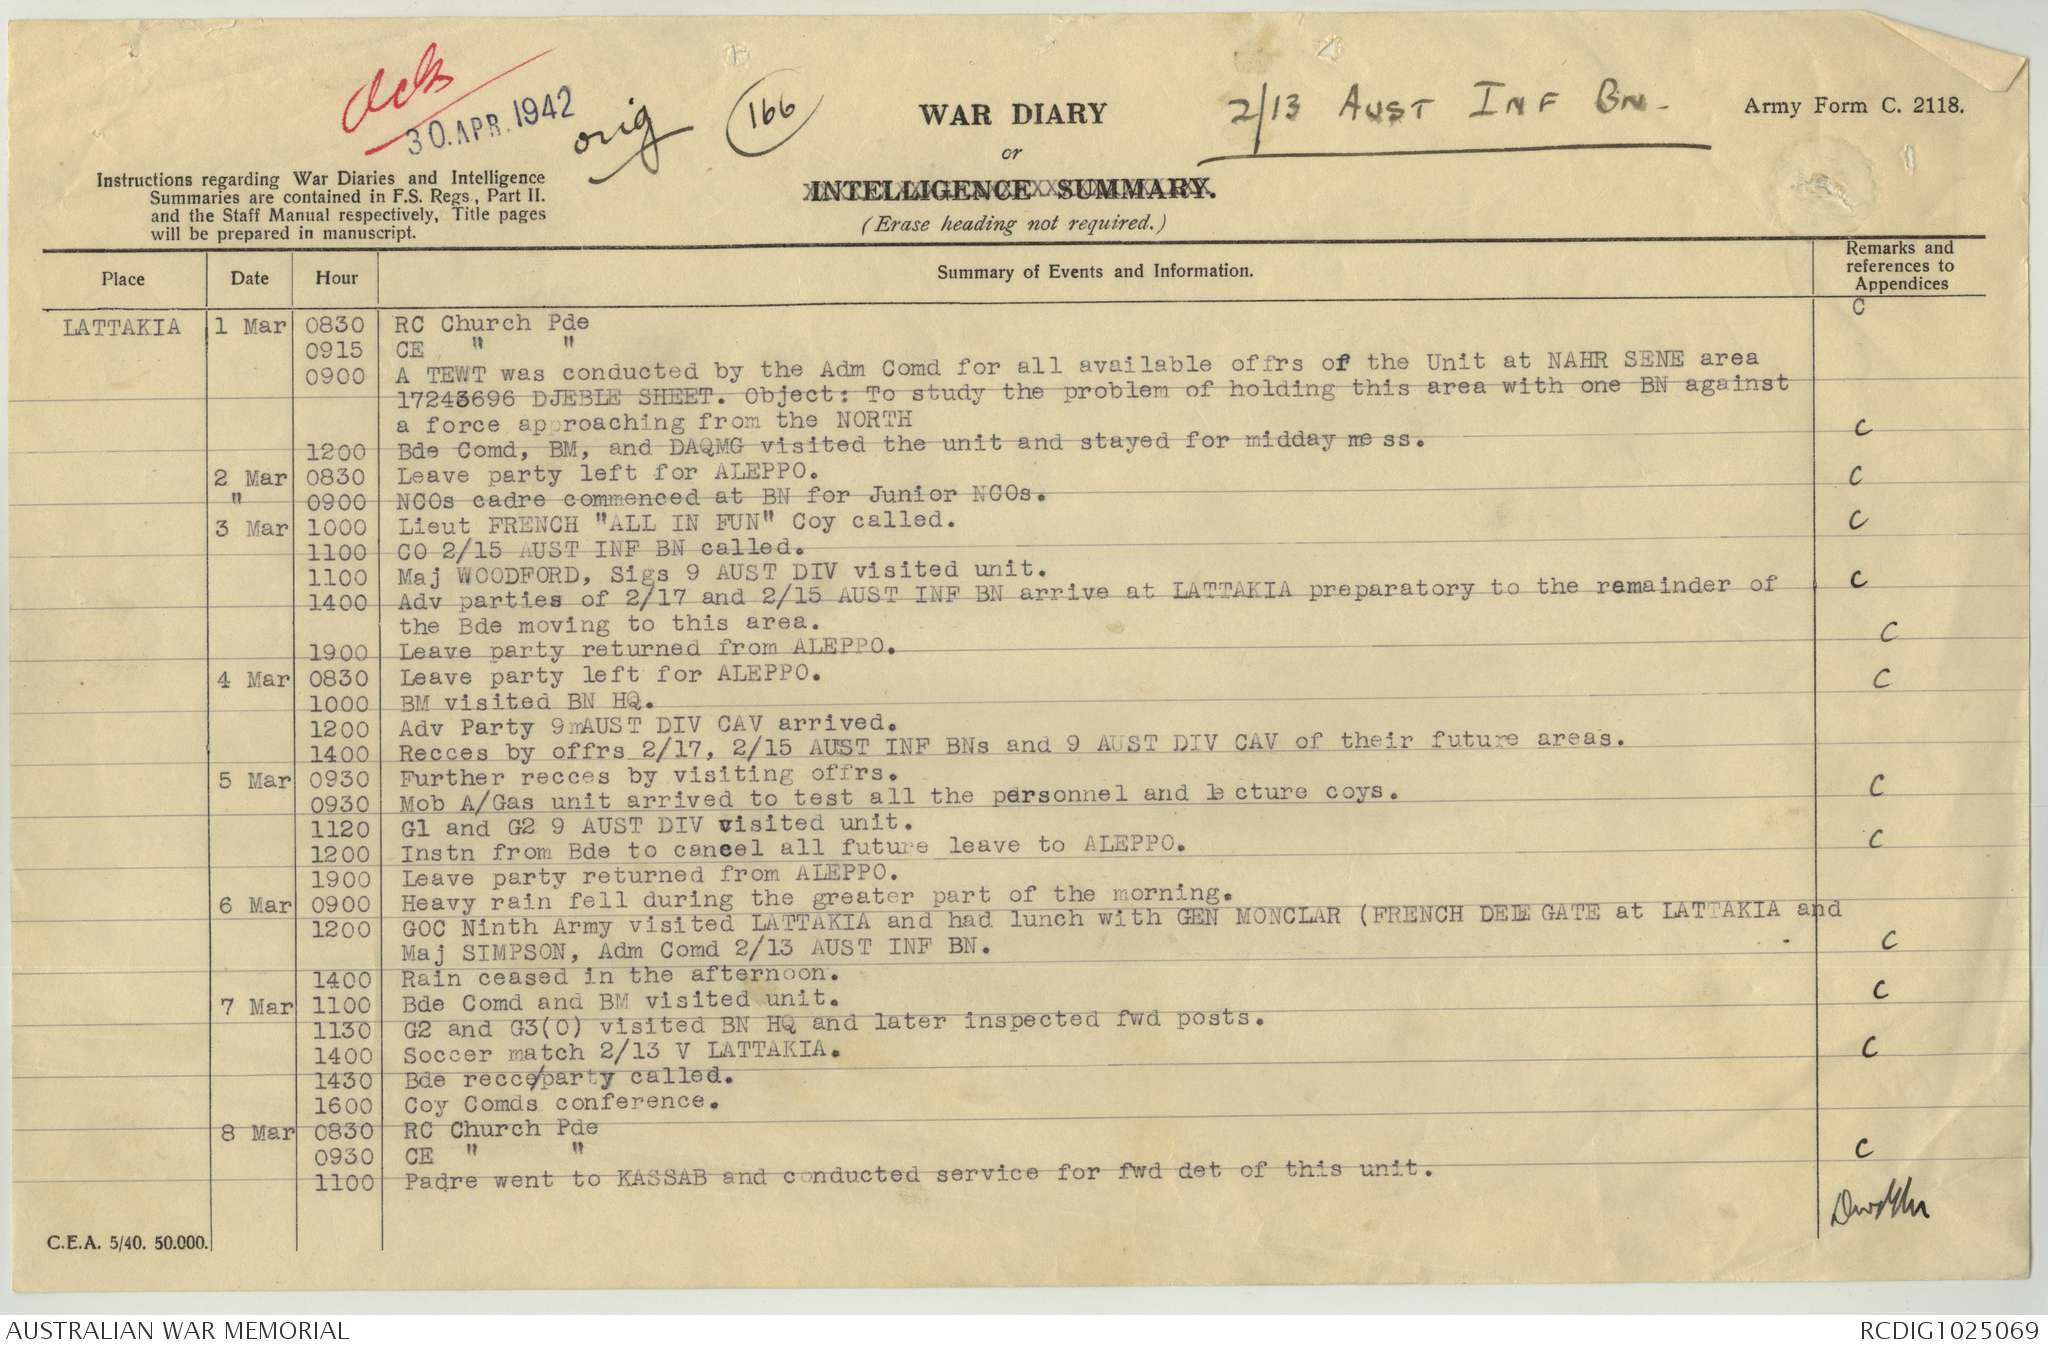 acks
30. APR. 1942
orig
166
WAR DIARY
or
INTELLIGENCE SUMMARY.
(Erase heading not required.)
2/13 AUST INF BN.
Army Form C. 2118.
Instructions regarding War Diaries and Intelligence
Summaries are contained in F.S. Regs., Part II.
and the Staff Manual respectively, Title pages
will be prepared in manuscript.
Place Date Hour Summary of Events and Information. Remarks and
references to
Appendices
LATTAKIA 1 Mar 0830 RC Church Pde C
0915 CE " "
0900 A TEWT was conducted by the Adm Comd for all available offrs of the Unit at NAHR SENE area
17243696 DJEBLE SHEET. Object: To study the problem of holding this area with one BN against
a force approaching from the NORTH C
1200 Bde Comd, BM, and DAQMG visited the unit and stayed for midday me ss.
2 Mar 0830 Leave party left for ALEPPO. C
" 0900 NCOs cadre commenced at BN for Junior NCOs.
3 Mar 1000 Lieut FRENCH "ALL IN FUN" Coy called. C
1100 CO 2/15 AUST INF BN called.
1100 Maj WOODFORD, Sigs 9 AUST DIV visited unit. C
1400 Adv parties of 2/17 and 2/15 AUST INF BN arrive at LATTAKIA preparatory to the remainder of
the Bde moving to this area. C
1900 Leave party returned from ALEPPO.
4 Mar 0830 Leave party left for ALEPPO. C
1000 BM visited BN HQ.
1200 Adv Party 9mAUST DIV CAV arrived.
1400 Recces by offrs 2/17, 2/15 AUST INF BNs and 9 AUST DIV CAV of their future areas.
5 Mar 0930 Further recces by visiting offrs. C
0930 Mob A/Gas unit arrived to test all the personnel and le cture coys.
1120 G1 and G2 9 AUST DIV visited unit. C
1200 Instn from Bde to cancel all future leave to ALEPPO.
1900 Leave party returned from ALEPPO.
6 Mar 0900 Heavy rain fell during the greater part of the morning.
1200 GOC Ninth Army visited LATTAKIA and had lunch with GEN MONCLAR (FRENCH DELE GATE at LATTAKIA and
Maj SIMPSON, Adm Comd 2/13 AUST INF BN. C
1400 Rain ceased in the afternoon.
7 Mar 1100 Bde Comd and BM visited unit. C
1130 G2 and G3(O) visited BN HQ and later inspected fwd posts.
1400 Soccer match 2/13 V LATTAKIA. C
1430 Bde recce/party called.
1600 Coy Comds conference.
8 Mar 0830 RC Church Pde
0930 CE " " C
1100 Padre went to KASSAB and conducted service for fwd det of this unit.
C.E.A. 5/40. 50.000.
AUSTRALIAN WAR MEMORIAL
RCDIG1025069